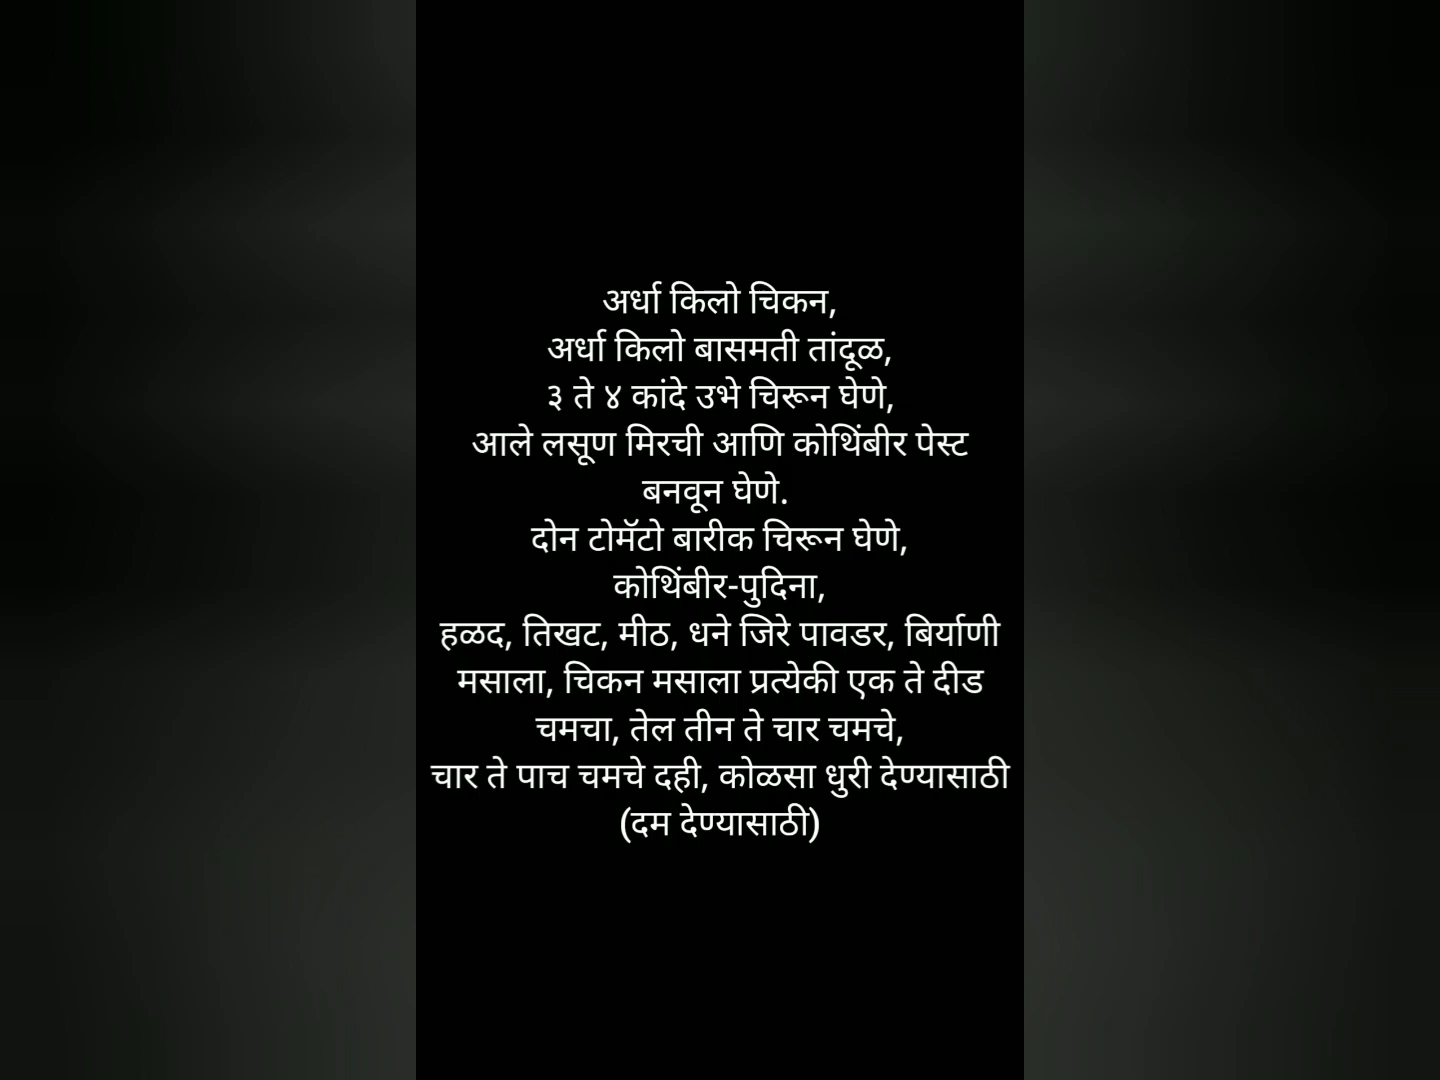 अर्धा किलो चिकन,
अर्धा किलो बासमती तांदूळ,
३ ते ४ कांदे उभे चिरून घेणे,
आले लसूण मिरची आणि कोथिंबीर पेस्ट
बनवून घेणे.
दोन टोमॅटो बारीक चिरून घेणे,
कोथिंबीर-पुदिना,
हळद, तिखट, मीठ, धने जिरे पावडर, बिर्याणी
मसाला, चिकन मसाला प्रत्येकी एक ते दीड
चमचा, तेल तीन ते चार चमचे,
चार ते पाच चमचे दही, कोळसा धुरी देण्यासाठी
(दम देण्यासाठी)